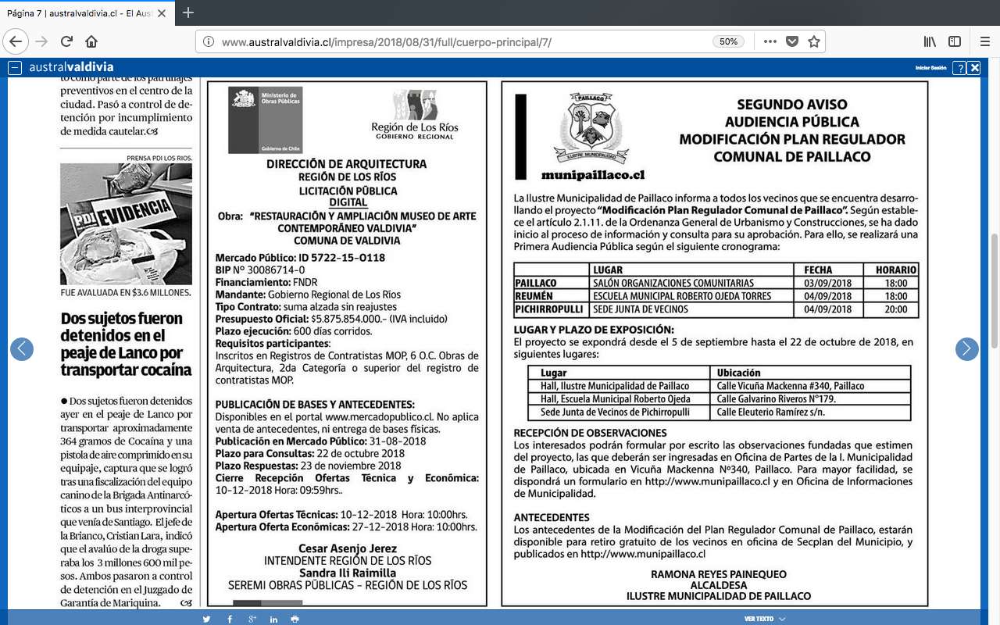 Página 7 | australvaldivia.cl - El Aus
www.australvaldivia.cl/impresa/2018/08/31/full/cuerpo-principal/7/
50%
australvaldivia
Iniciar Sesión
?
to como parte de los patrullajes
preventivos en el centro de la
ciudad. Pasó a control de de-
tención por incumplimiento
de medida cautelar.
PRENSA PDI LOS RIOS.
PDI EVIDENCIA
FUE AVALUADA EN $3.6 MILLONES.
Dos sujetos fueron
detenidos en el
peaje de Lanco por
transportar cocaína
● Dos sujetos fueron detenidos
ayer en el peaje de Lanco por
transportar aproximadamente
364 gramos de Cocaína y una
pistola de aire comprimido en su
equipaje, captura que se logró
tras una fiscalización del equipo
canino de la Brigada Antinarcó-
ticos a un bus interprovincial
que venía de Santiago. El jefe de
la Brianco, Cristian Lara, indicó
que el avalúo de la droga supe-
raba los 3 millones 600 mil pe-
sos. Ambos pasaron a control
de detención en el Juzgado de
Garantía de Mariquina.
Ministerio de
Obras Públicas
Gobierno de Chile
Región de Los Ríos
GOBIERNO REGIONAL
DIRECCIÓN DE ARQUITECTURA
REGIÓN DE LOS RÍOS
LICITACIÓN PÚBLICA
DIGITAL
Obra: "RESTAURACIÓN Y AMPLIACIÓN MUSEO DE ARTE
CONTEMPORÁNEO VALDIVIA"
COMUNA DE VALDIVIA
Mercado Público: ID 5722-15-O118
BIP Nº 30086714-0
Financiamiento: FNDR
Mandante: Gobierno Regional de Los Ríos
Tipo Contrato: suma alzada sin reajustes
Presupuesto Oficial: $5.875.854.000.- (IVA incluido)
Plazo ejecución: 600 días corridos.
Requisitos participantes:
Inscritos en Registros de Contratistas MOP, 6 O.C. Obras de
Arquitectura, 2da Categoría o superior del registro de
contratistas MOP.
PUBLICACIÓN DE BASES Y ANTECEDENTES:
Disponibles en el portal www.mercadopublico.cl. No aplica
venta de antecedentes, ni entrega de bases físicas.
Publicación en Mercado Público: 31-08-2018
Plazo para Consultas: 22 de octubre 2018
Plazo Respuestas: 23 de noviembre 2018
Cierre Recepción Ofertas Técnica y Económica:
10-12-2018 Hora: 09:59hrs..
Apertura Ofertas Técnicas: 10-12-2018 Hora: 10:00hrs.
Apertura Oferta Económicas: 27-12-2018 Hora: 10:00hrs.
Cesar Asenjo Jerez
INTENDENTE REGIÓN DE LOS RÍOS
Sandra Ili Raimilla
SEREMI OBRAS PÚBLICAS - REGIÓN DE LOS RÍOS
PAILLACO
ILUSTRE MUNICIPALIDAD
munipaillaco.cl
SEGUNDO AVISO
AUDIENCIA PÚBLICA
MODIFICACIÓN PLAN REGULADOR
COMUNAL DE PAILLACO
La Ilustre Municipalidad de Paillaco informa a todos los vecinos que se encuentra desarro-
llando el proyecto "Modificación Plan Regulador Comunal de Paillaco". Según estable-
ce el artículo 2.1.11. de la Ordenanza General de Urbanismo y Construcciones, se ha dado
inicio al proceso de información y consulta para su aprobación. Para ello, se realizará una
Primera Audiencia Pública según el siguiente cronograma:
LUGAR FECHA HORARIO
PAILLACO SALÓN ORGANIZACIONES COMUNITARIAS 03/09/2018 18:00
REUMÉN ESCUELA MUNICIPAL ROBERTO OJEDA TORRES 04/09/2018 18:00
PICHIRROPULLI SEDE JUNTA DE VECINOS 04/09/2018 20:00
LUGAR Y PLAZO DE EXPOSICIÓN:
El proyecto se expondrá desde el 5 de septiembre hasta el 22 de octubre de 2018, en
siguientes lugares:
Lugar Ubicación
Hall, Ilustre Municipalidad de Paillaco Calle Vicuña Mackenna #340, Paillaco
Hall, Escuela Municipal Roberto Ojeda Calle Galvarino Riveros N°179.
Sede Junta de Vecinos de Pichirropulli Calle Eleuterio Ramírez s/n.
RECEPCIÓN DE OBSERVACIONES
Los interesados podrán formular por escrito las observaciones fundadas que estimen
del proyecto, las que deberán ser ingresadas en Oficina de Partes de la I. Municipalidad
de Paillaco, ubicada en Vicuña Mackenna Nº340, Paillaco. Para mayor facilidad, se
dispondrá un formulario en http://www.munipaillaco.cl y en Oficina de Informaciones
de Municipalidad.
ANTECEDENTES
Los antecedentes de la Modificación del Plan Regulador Comunal de Paillaco, estarán
disponible para retiro gratuito de los vecinos en oficina de Secplan del Municipio, y
publicados en http://www.munipaillaco.cl
RAMONA REYES PAINEQUEO
ALCALDESA
ILUSTRE MUNICIPALIDAD DE PAILLACO
VER TEXTO